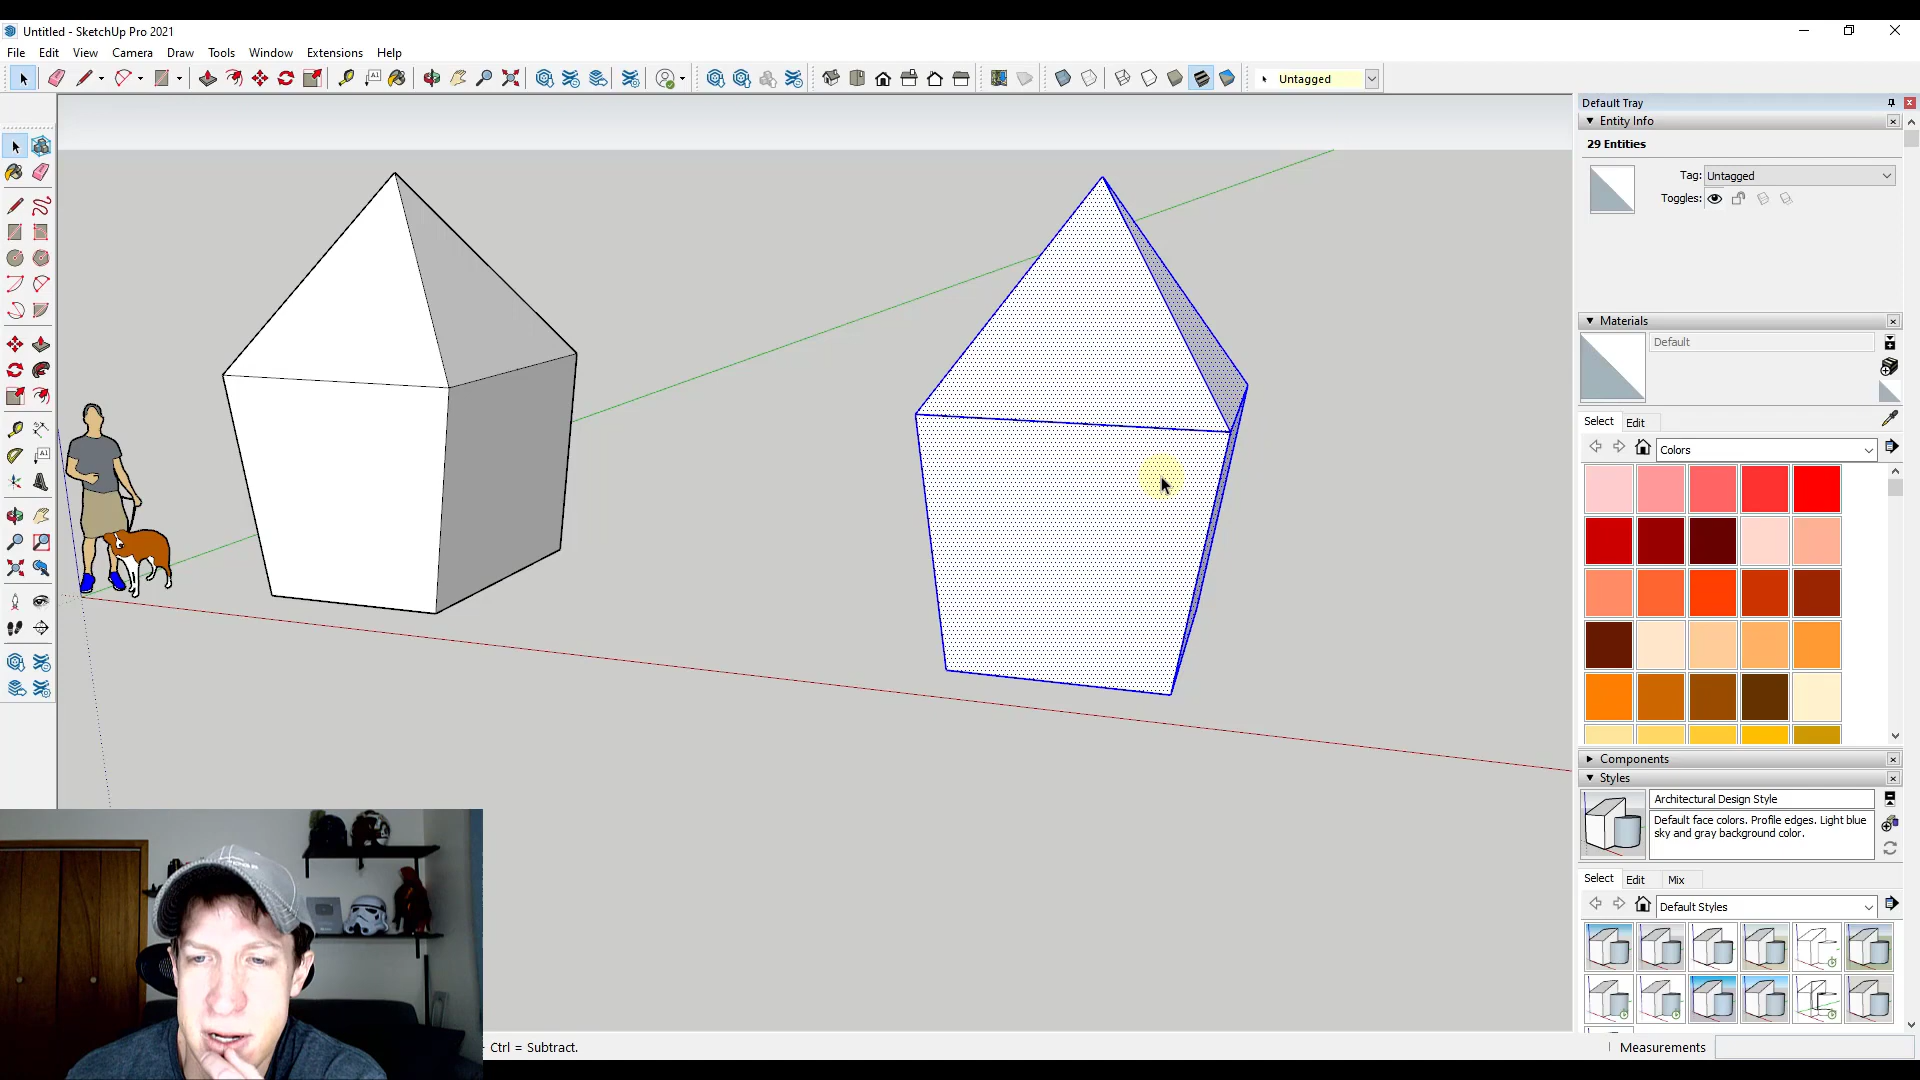 Untitled - SketchUp Pro 2021
File Edit View Camera Draw Tools Window Extensions Help
A1
Untagged
Default Tray
Entity Info
29 Entities
Tag: Untagged
Toggles:
Materials
Default
A1
Select Edit
Colors
Components
Styles
Architectural Design Style
Default face colors. Profile edges. Light blue
sky and gray background color.
Select Edit Mix
Default Styles
Ctrl = Subtract.
Measurements